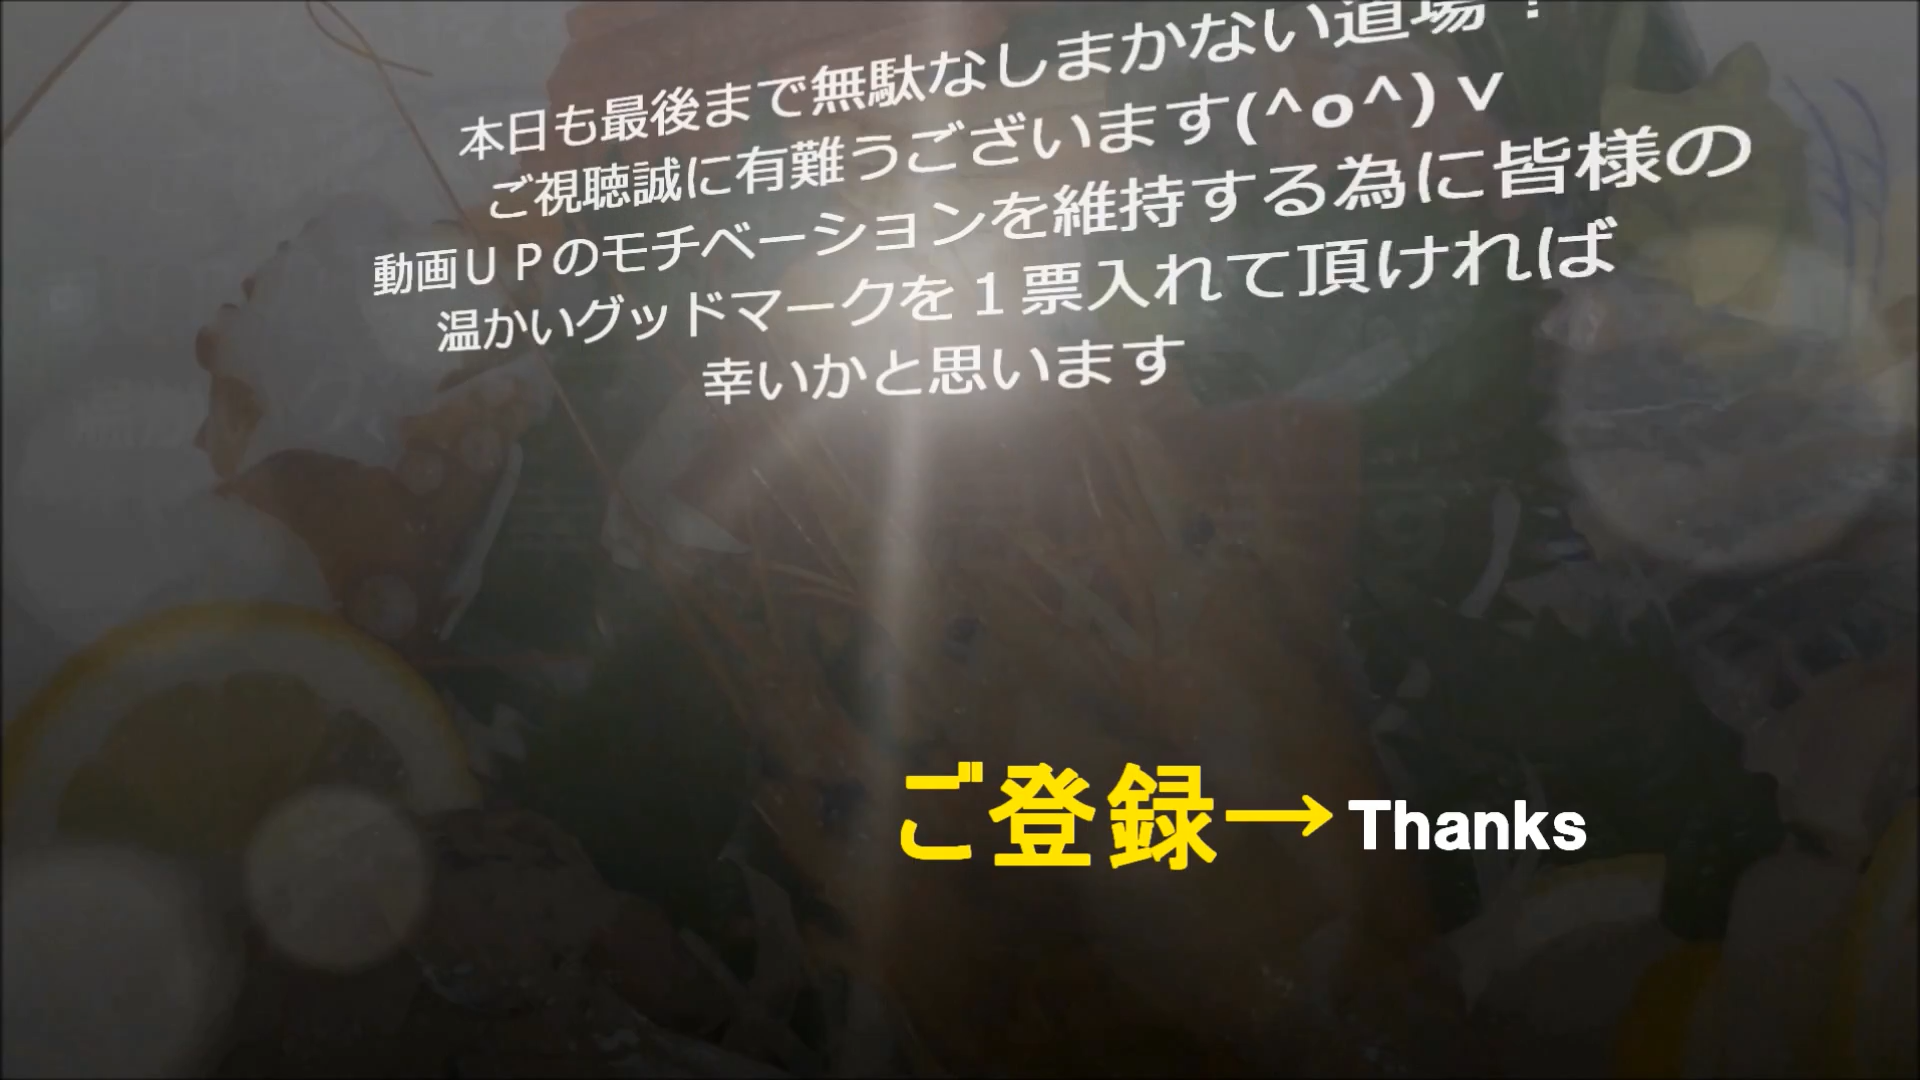 本日も最後まで無駄なしまかない道場！
ご視聴誠に有難うございます(^o^)ｖ
動画ＵＰのモチベーションを維持する為に皆様の
温かいグッドマークを１票入れて頂ければ
幸いかと思います
ご登録→Thanks